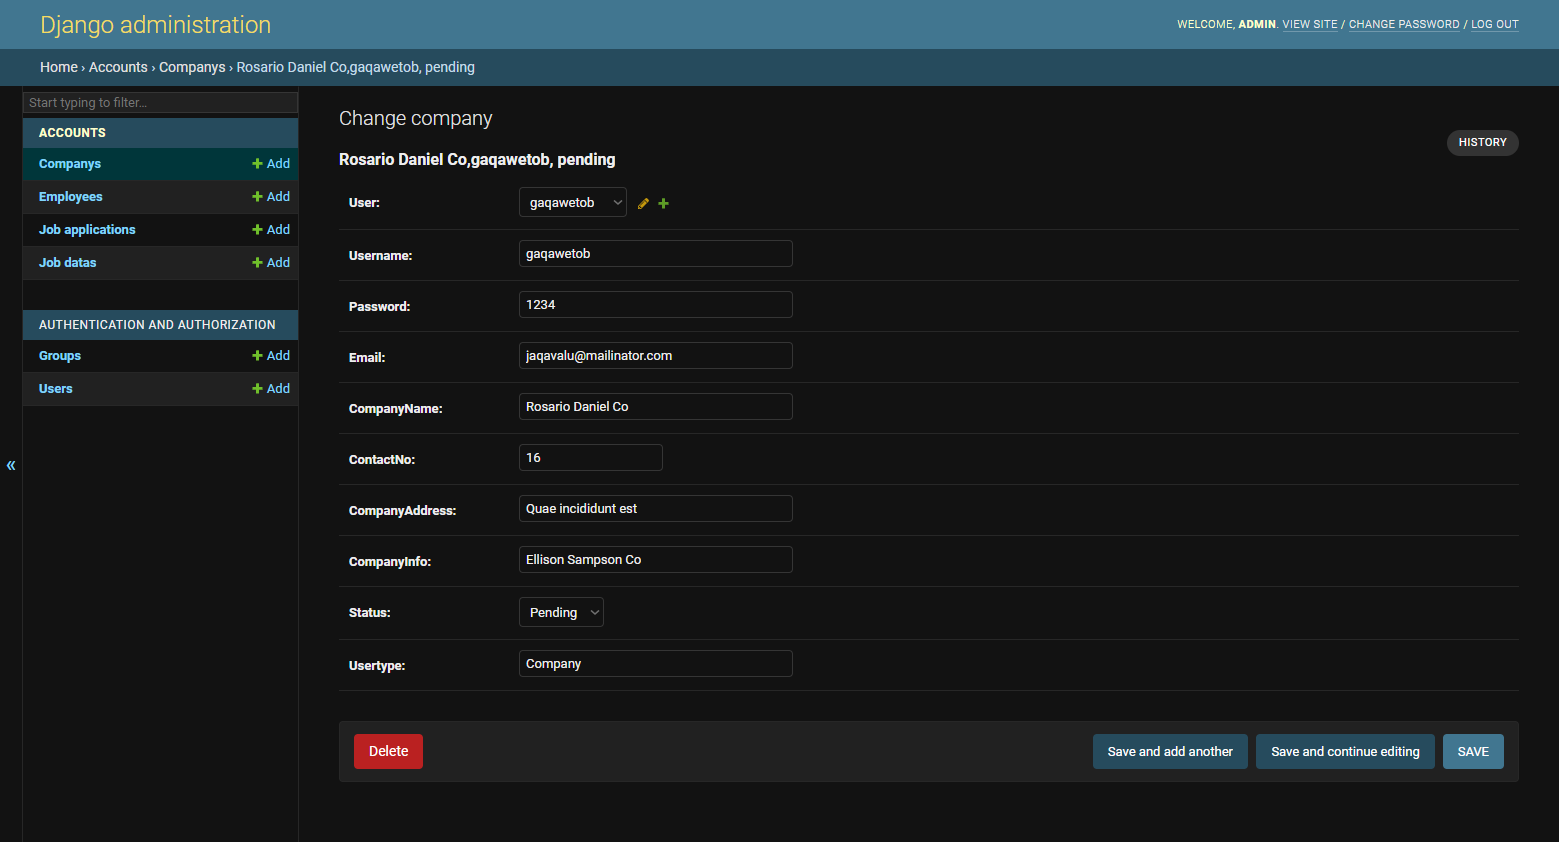 Django administration
WELCOME, ADMIN. VIEW SITE / CHANGE PASSWORD / LOG OUT
Home › Accounts › Companys › Rosario Daniel Co,gaqawetob, pending
Start typing to filter...
ACCOUNTS
Companys + Add
Employees + Add
Job applications + Add
Job datas + Add
AUTHENTICATION AND AUTHORIZATION
Groups + Add
Users + Add
«
Change company
HISTORY
Rosario Daniel Co,gaqawetob, pending
User: gaqawetob
Username: gaqawetob
Password: 1234
Email: jaqavalu@mailinator.com
CompanyName: Rosario Daniel Co
ContactNo: 16
CompanyAddress: Quae incididunt est
CompanyInfo: Ellison Sampson Co
Status: Pending
Usertype: Company
Delete Save and add another Save and continue editing SAVE